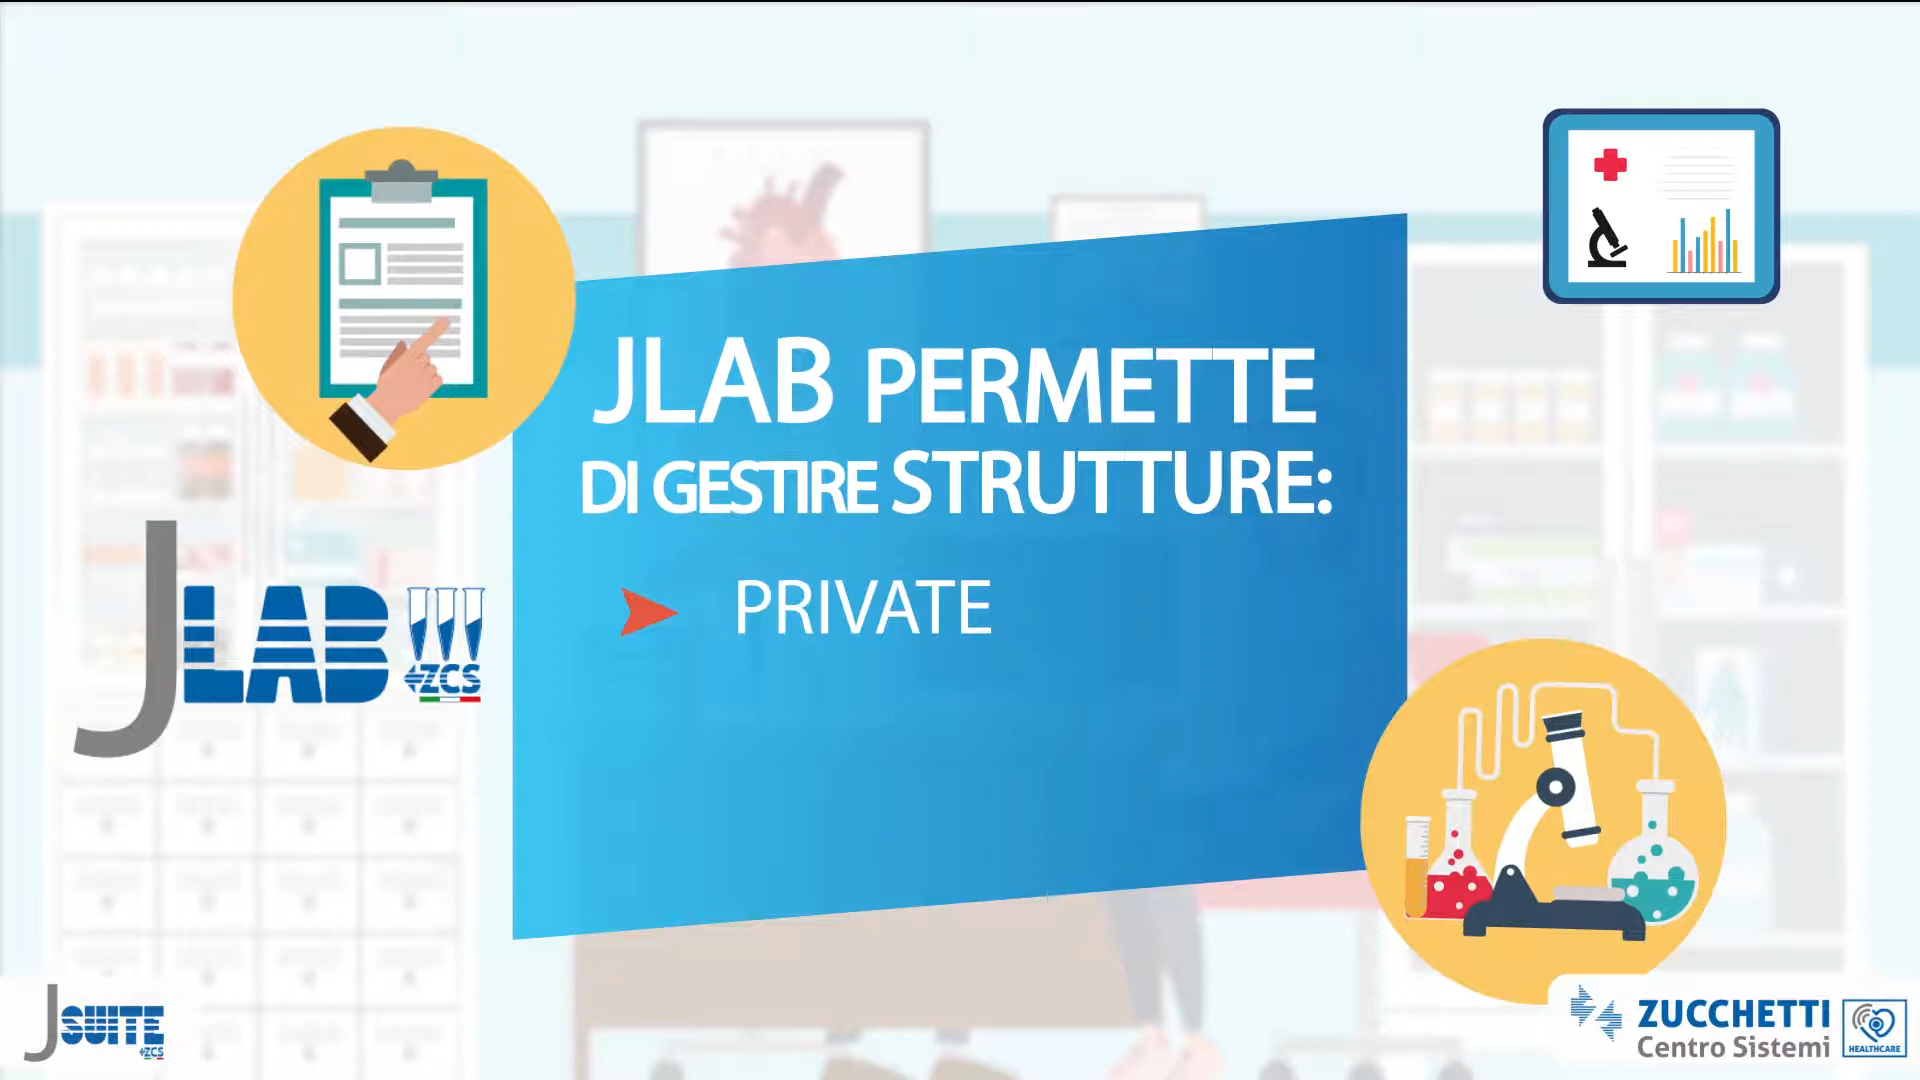 JLAB PERMETTE
DI GESTIRE STRUTTURE:
PRIVATE
JLAB
ZCS
JSUITE
ZCS
ZUCCHETTI
Centro Sistemi
HEALTHCARE